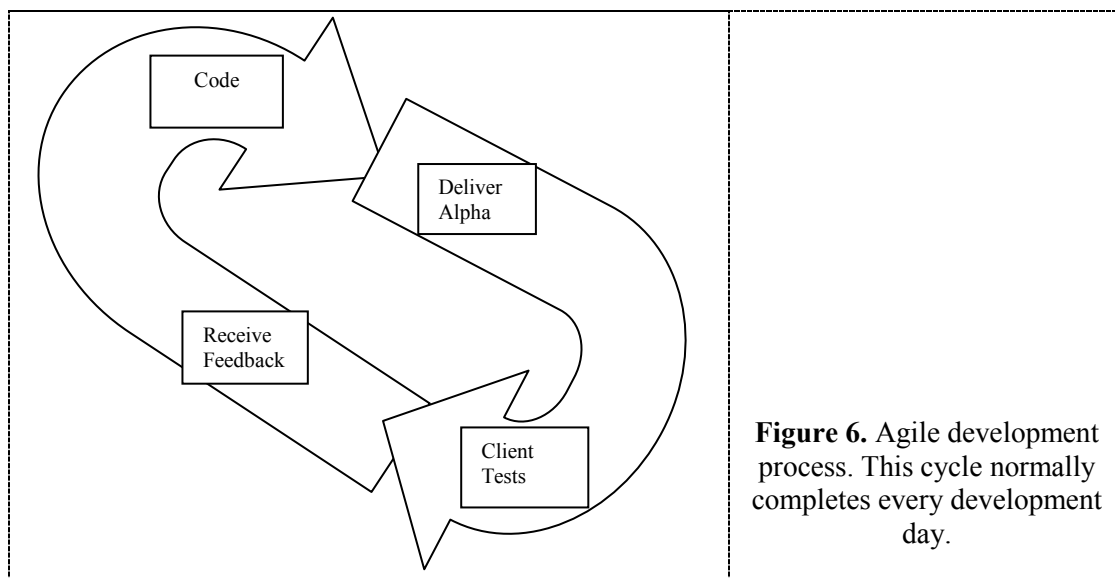 Code
Deliver
Alpha
Receive
Feedback
Client
Tests
Figure 6. Agile development
process. This cycle normally
completes every development
day.